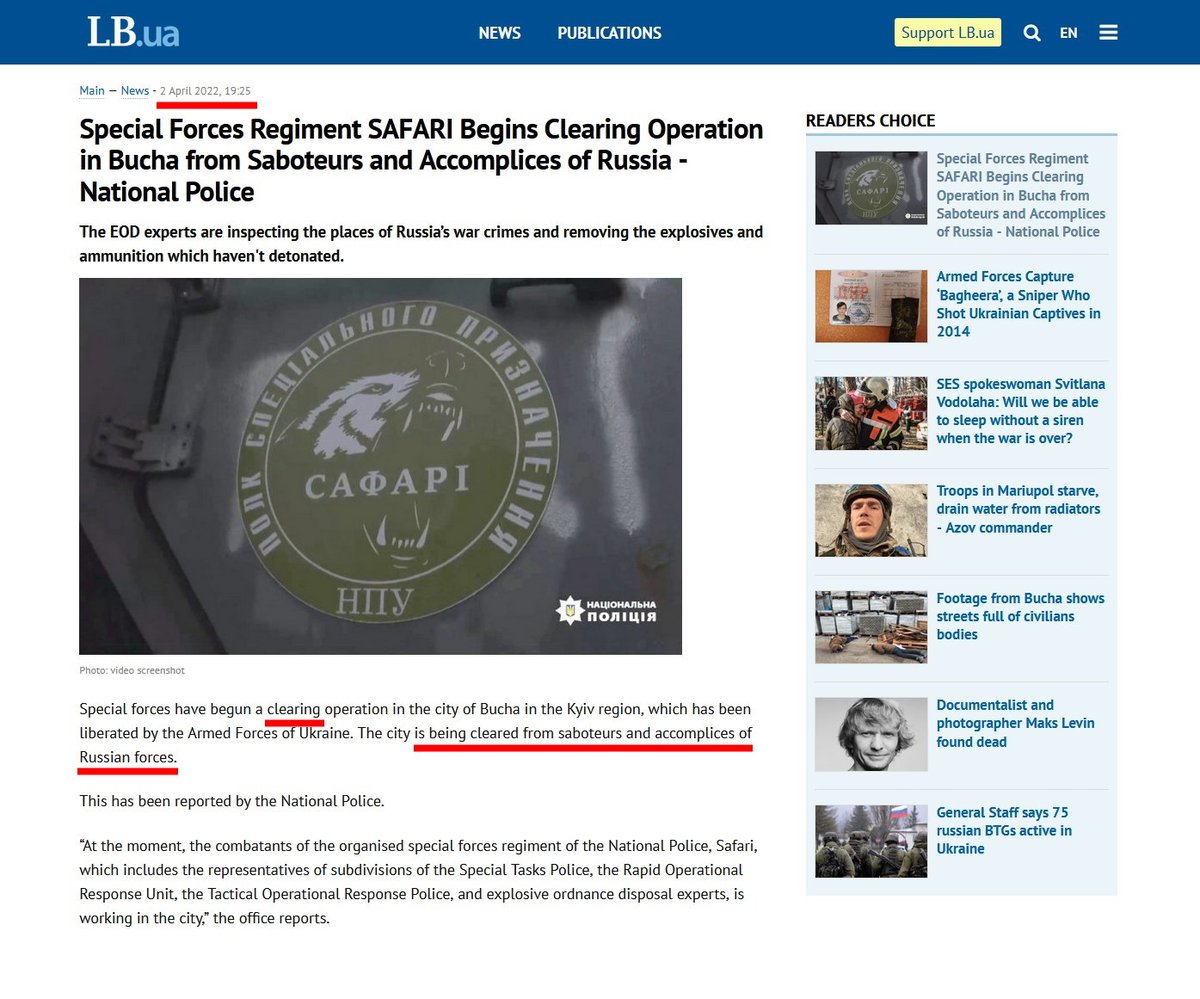 LB.ua
NEWS
PUBLICATIONS
Support LB.ua
EN
Main — News - 2 April 2022, 19:25
Special Forces Regiment SAFARI Begins Clearing Operation
in Bucha from Saboteurs and Accomplices of Russia -
National Police
The EOD experts are inspecting the places of Russia’s war crimes and removing the explosives and
ammunition which haven't detonated.
ПОЛК СПЕЦІАЛЬНОГО ПРИЗНАЧЕННЯ
САФАРІ
НПУ
НАЦІОНАЛЬНА
ПОЛІЦІЯ
Photo: video screenshot
Special forces have begun a clearing operation in the city of Bucha in the Kyiv region, which has been
liberated by the Armed Forces of Ukraine. The city is being cleared from saboteurs and accomplices of
Russian forces.
This has been reported by the National Police.
“At the moment, the combatants of the organised special forces regiment of the National Police, Safari,
which includes the representatives of subdivisions of the Special Tasks Police, the Rapid Operational
Response Unit, the Tactical Operational Response Police, and explosive ordnance disposal experts, is
working in the city,” the office reports.
READERS CHOICE
САФАРІ
НПУ
Special Forces Regiment
SAFARI Begins Clearing
Operation in Bucha from
Saboteurs and Accomplices
of Russia - National Police
Armed Forces Capture
‘Bagheera’, a Sniper Who
Shot Ukrainian Captives in
2014
SES spokeswoman Svitlana
Vodolaha: Will we be able
to sleep without a siren
when the war is over?
Troops in Mariupol starve,
drain water from radiators
- Azov commander
Footage from Bucha shows
streets full of civilians
bodies
Documentalist and
photographer Maks Levin
found dead
General Staff says 75
russian BTGs active in
Ukraine